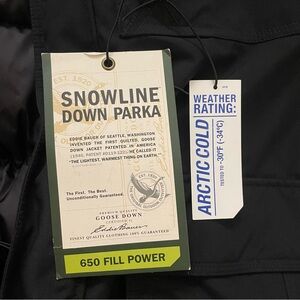 EST. 1920
SNOWLINE
DOWN PARKA
EDDIE BAUER OF SEATTLE, WASHINGTON
INVENTED THE FIRST QUILTED, GOOSE
DOWN JACKET PATENTED IN AMERICA
HE CALLED IT
"THE LIGHTEST, WARMEST THING ON EARTH."
The First. The Best.
Unconditionally Guaranteed.
PREMIUM QUALITY
GOOSE DOWN
Eddie Bauer
FINEST QUALITY CLOTHING 100% GUARANTEED
650 FILL POWER
WEATHER
RATING:
ARCTIC COLD
TESTED TO -30°F (-34°C)